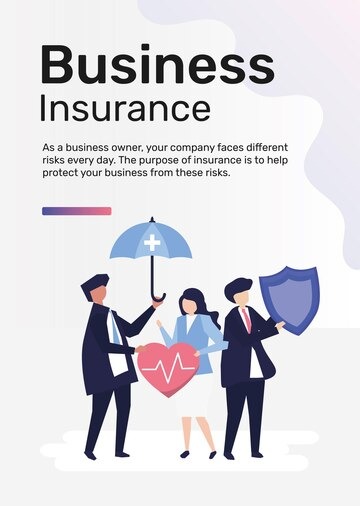 Business
Insurance
As a business owner, your company faces different
risks every day. The purpose of insurance is to help
protect your business from these risks.